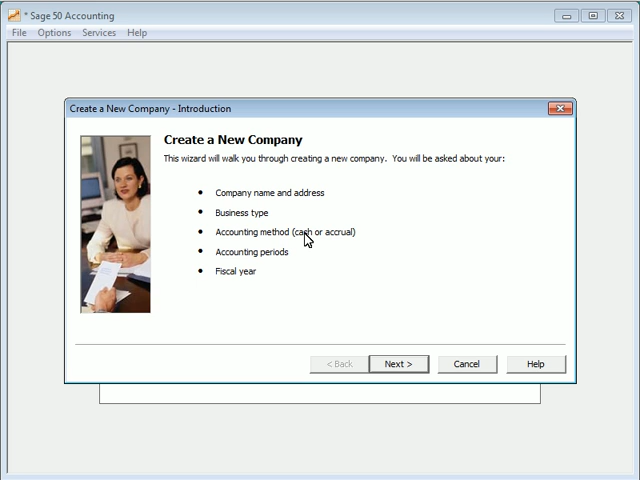 * Sage 50 Accounting
File Options Services Help
Create a New Company - Introduction
Create a New Company
This wizard will walk you through creating a new company. You will be asked about your:
• Company name and address
• Business type
• Accounting method (cash or accrual)
• Accounting periods
• Fiscal year
< Back Next > Cancel Help